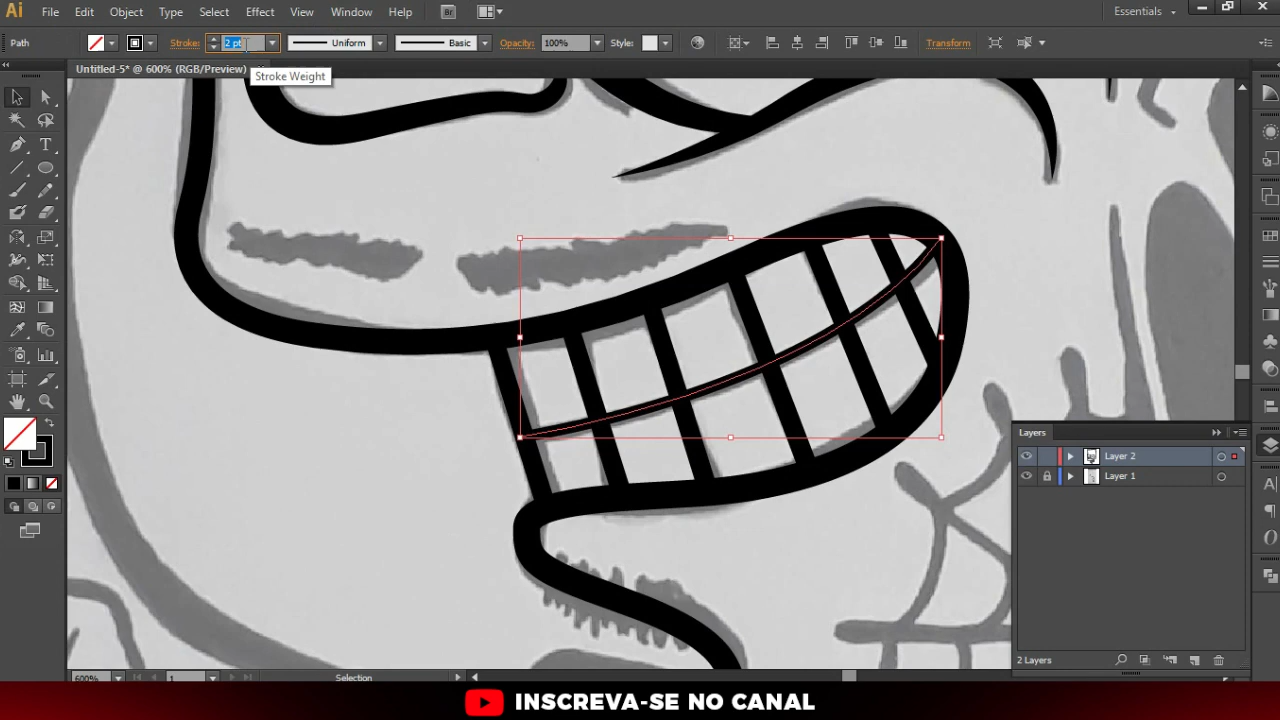 Ai File Edit Object Type Select Effect View Window Help Br Essentials
Path Stroke: 2 pt Uniform Basic Opacity: 100% Style: Transform
Untitled-5* @ 600% (RGB/Preview)
Stroke Weight
Layers
Layer 2
Layer 1
2 Layers
600% 1 Selection
INSCREVA-SE NO CANAL